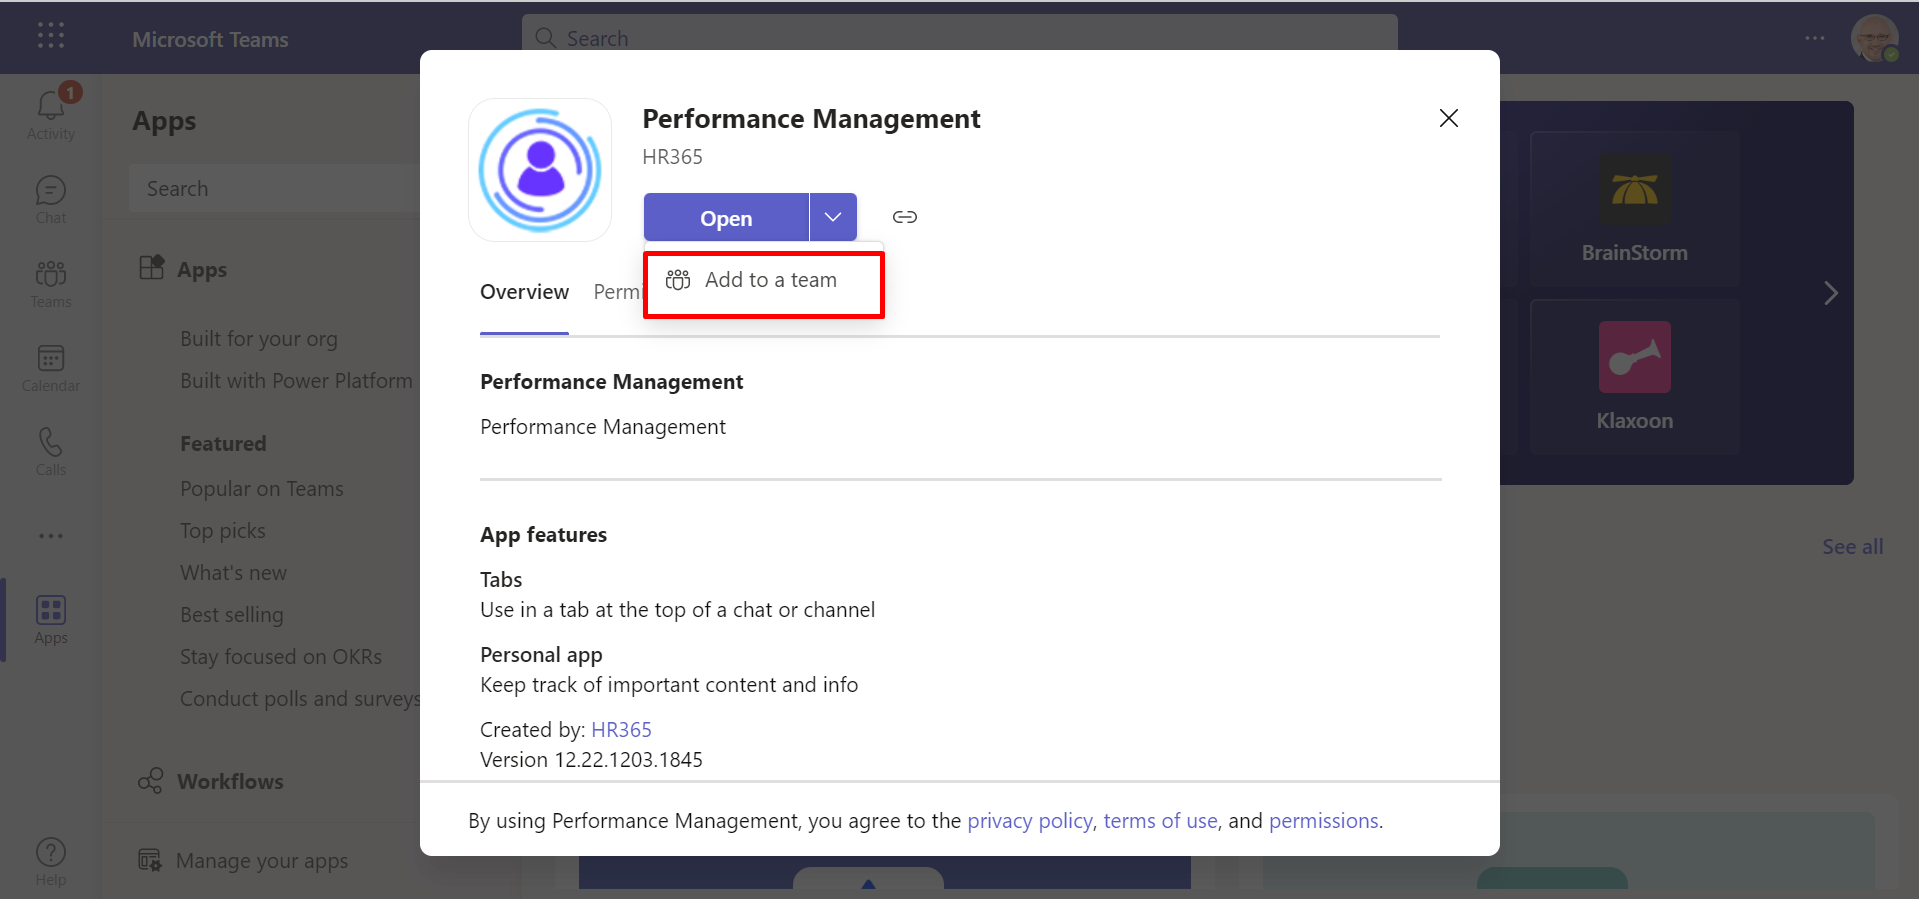 Microsoft Teams
Search
1
Activity
Chat
Teams
Calendar
Calls
Apps
Help
Apps
Search
Apps
Built for your org
Built with Power Platform
Featured
Popular on Teams
Top picks
What's new
Best selling
Stay focused on OKRs
Conduct polls and surveys
Workflows
Manage your apps
Performance Management
HR365
Open
Add to a team
Overview
Performance Management
Performance Management
App features
Tabs
Use in a tab at the top of a chat or channel
Personal app
Keep track of important content and info
Created by: HR365
Version 12.22.1203.1845
By using Performance Management, you agree to the privacy policy, terms of use, and permissions.
BrainStorm
Klaxoon
See all